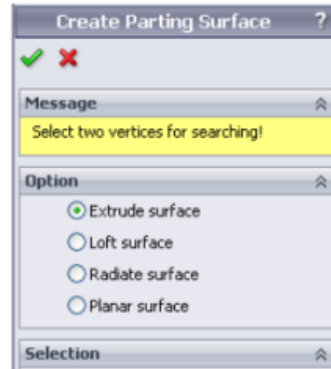 Create Parting Surface ?
Message
Select two vertices for searching!
Option
Extrude surface
Loft surface
Radiate surface
Planar surface
Selection